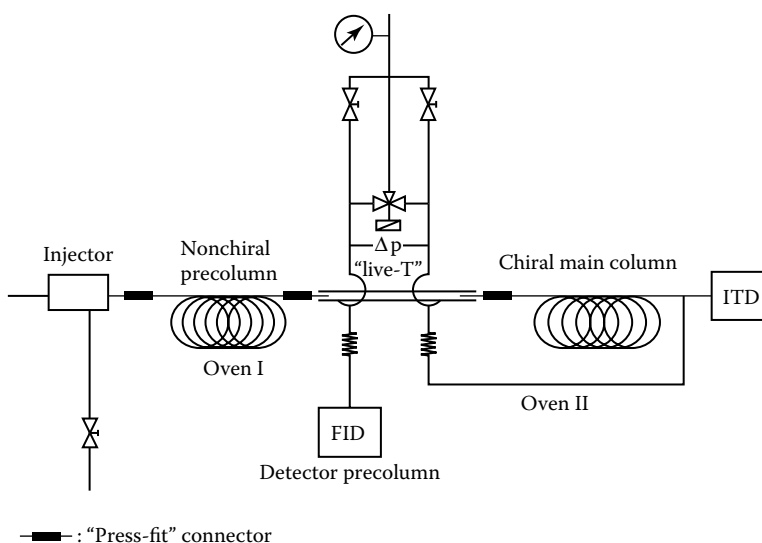 Δp
"live-T"
Injector
Nonchiral
precolumn
Chiral main column
ITD
Oven I
Oven II
FID
Detector precolumn
: "Press-fit" connector